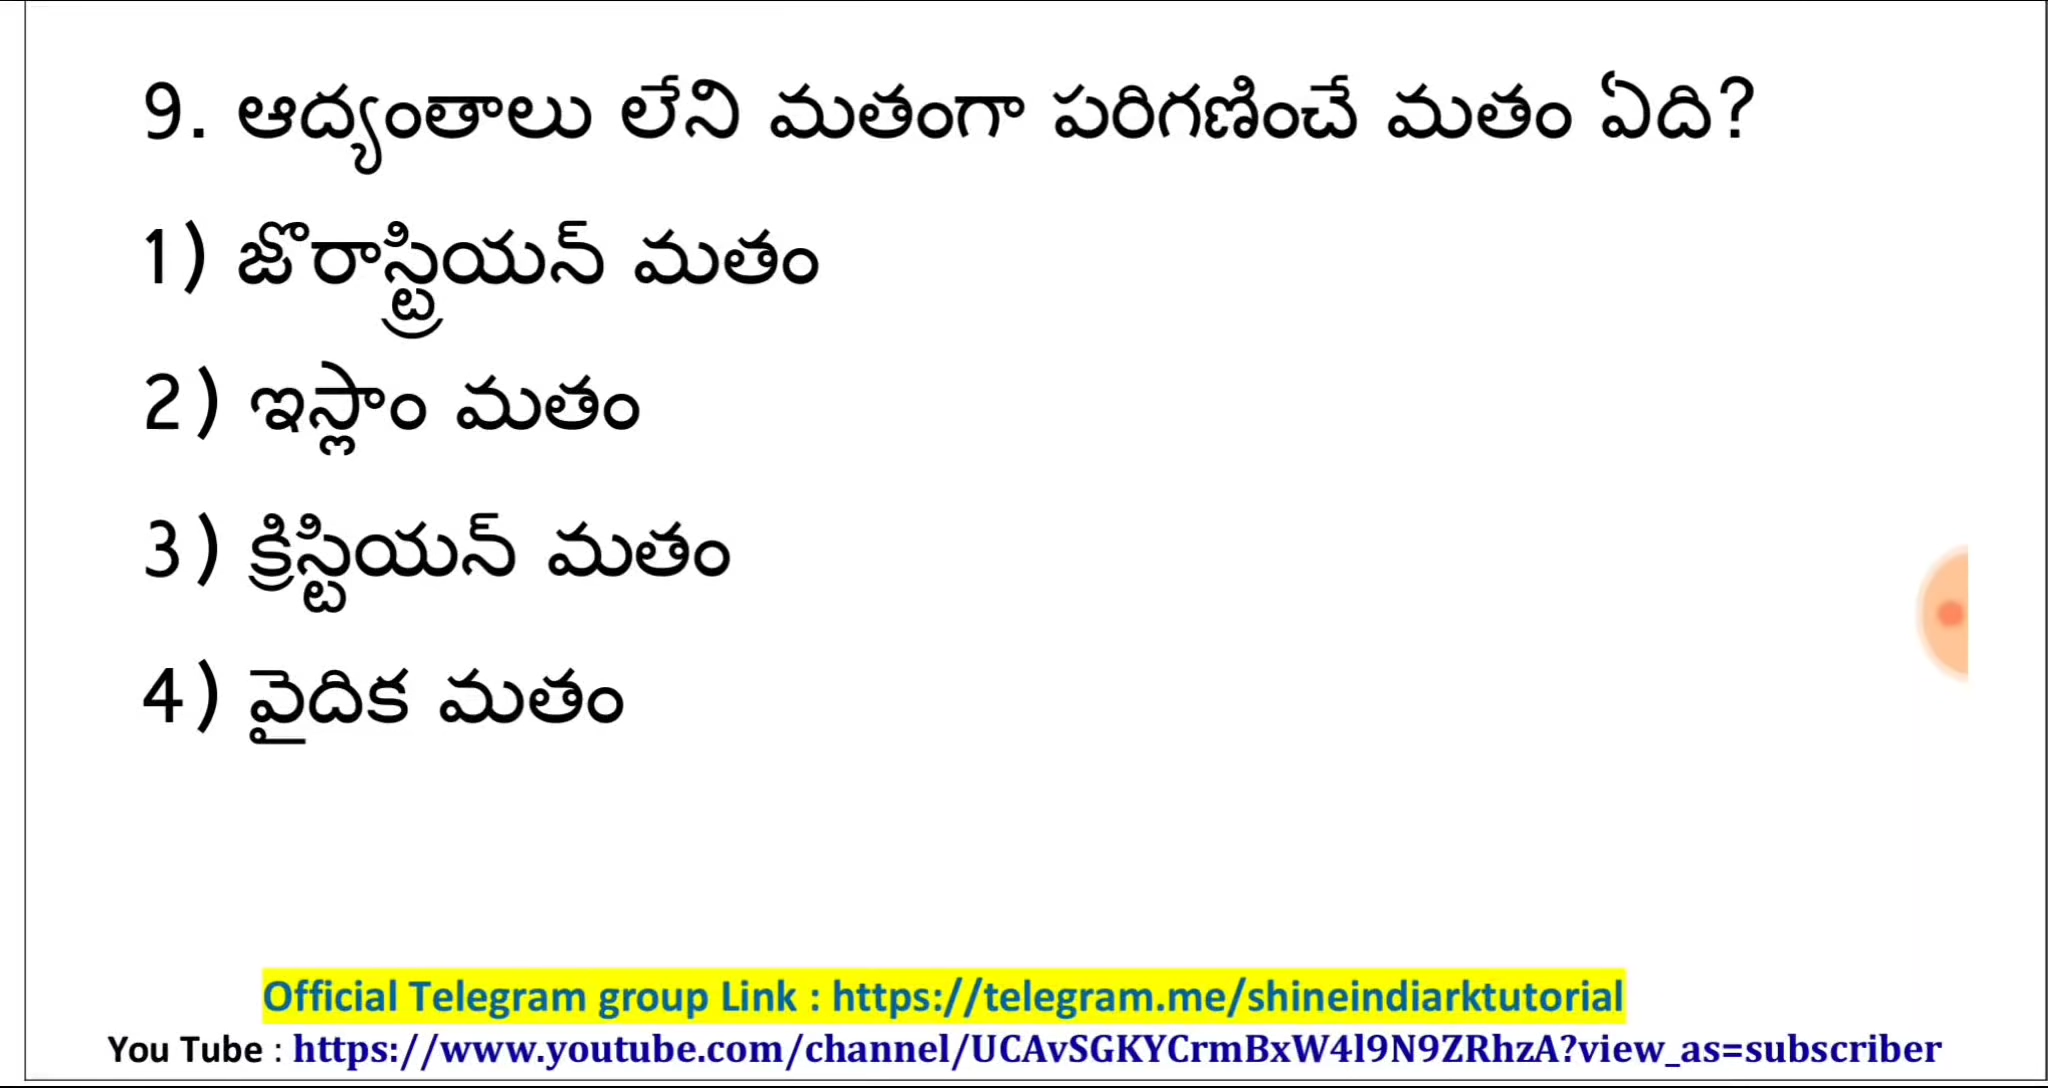 9. ఆద్యంతాలు లేని మతంగా పరిగణించే మతం ఏది?
1) జొరాస్ట్రియన్ మతం
2) ఇస్లాం మతం
3) క్రిస్టియన్ మతం
4) వైదిక మతం
Official Telegram group Link : https://telegram.me/shineindiarktutorial
You Tube : https://www.youtube.com/channel/UCAvSGKYCrmBxW4l9N9ZRhzA?view_as=subscriber